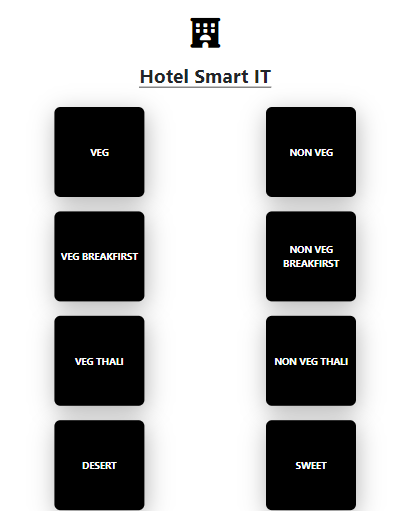 Hotel Smart IT
VEG
NON VEG
VEG BREAKFIRST
NON VEG
BREAKFIRST
VEG THALI
NON VEG THALI
DESERT
SWEET